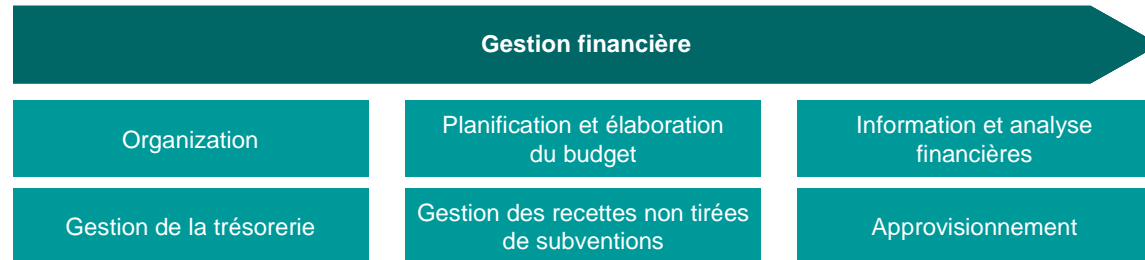 Gestion financière
Organization
Planification et élaboration
du budget
Information et analyse
financières
Gestion de la trésorerie
Gestion des recettes non tirées
de subventions
Approvisionnement